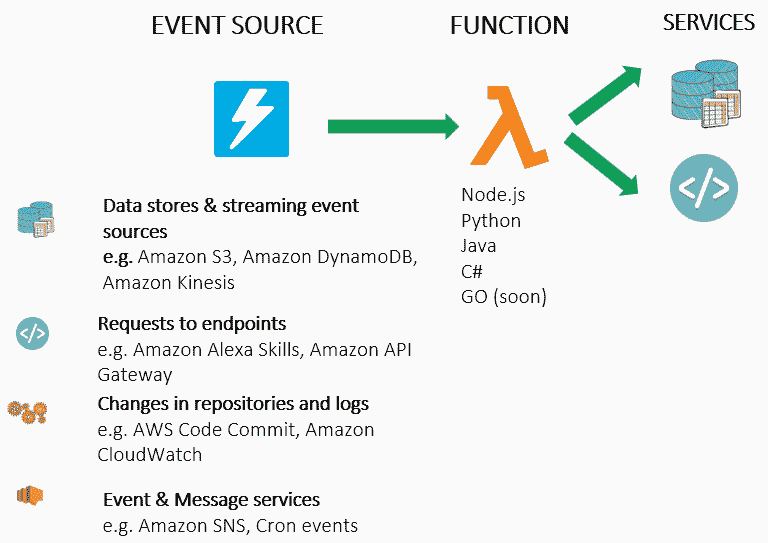 EVENT SOURCE
FUNCTION
SERVICES
Data stores & streaming event
sources
e.g. Amazon S3, Amazon DynamoDB,
Amazon Kinesis
Requests to endpoints
e.g. Amazon Alexa Skills, Amazon API
Gateway
Changes in repositories and logs
e.g. AWS Code Commit, Amazon
CloudWatch
Event & Message services
e.g. Amazon SNS, Cron events
λ
Node.js
Python
Java
C#
GO (soon)
</>
</>